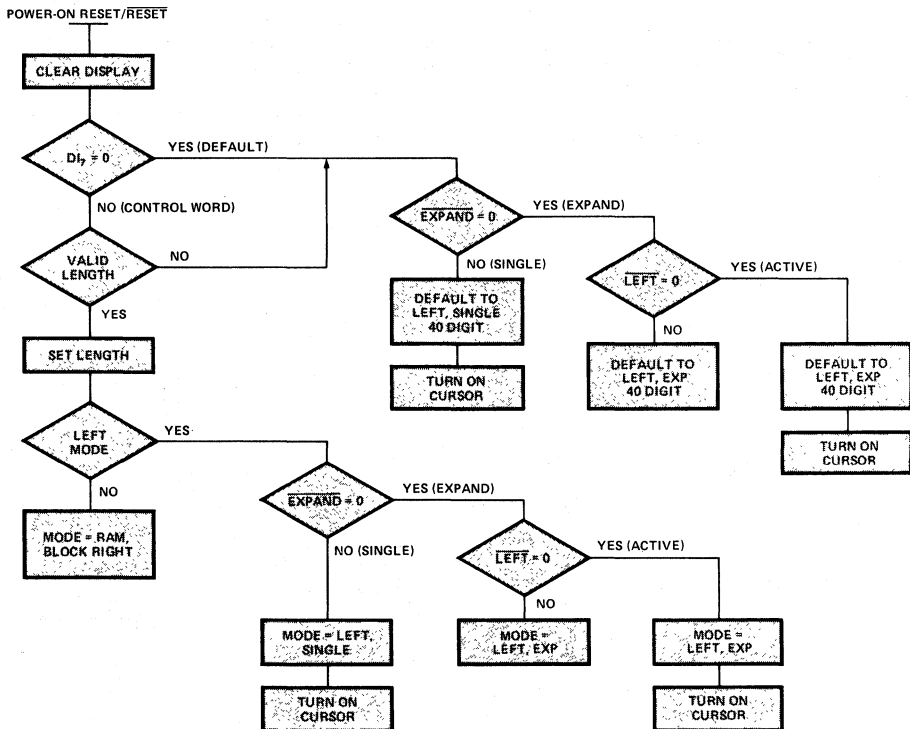 POWER-ON RESET/RESET
CLEAR DISPLAY
DI₇ = 0
YES (DEFAULT)
NO (CONTROL WORD)
VALID
LENGTH
NO
YES
SET LENGTH
LEFT
MODE
YES
NO
MODE = RAM,
BLOCK RIGHT
EXPAND = 0
YES (EXPAND)
NO (SINGLE)
DEFAULT TO
LEFT, SINGLE
40 DIGIT
TURN ON
CURSOR
LEFT = 0
YES (ACTIVE)
NO
DEFAULT TO
LEFT, EXP
40 DIGIT
DEFAULT TO
LEFT, EXP
40 DIGIT
TURN ON
CURSOR
EXPAND = 0
YES (EXPAND)
NO (SINGLE)
MODE = LEFT,
SINGLE
TURN ON
CURSOR
LEFT = 0
YES (ACTIVE)
NO
MODE =
LEFT, EXP
MODE =
LEFT, EXP
TURN ON
CURSOR